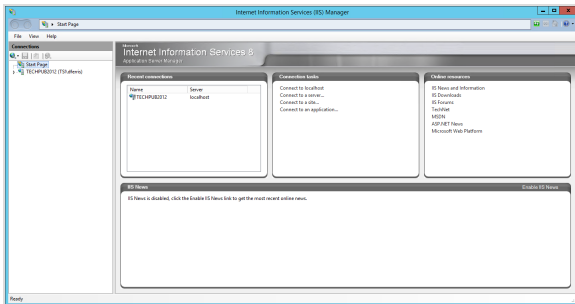 Internet Information Services (IIS) Manager
Start Page
File View Help
Connections
Start Page
TECHPUB2012
Microsoft
Internet Information Services 8
Application Server Manager
Recent connections
Name Server
TECHPUB2012 localhost
Connection tasks
Connect to localhost
Connect to a server...
Connect to a site...
Connect to an application...
Online resources
IIS News and Information
IIS Downloads
IIS Forums
TechNet
MSDN
ASP.NET News
Microsoft Web Platform
IIS News
Enable IIS News
IIS News is disabled, click the Enable IIS News link to get the most recent online news.
Ready